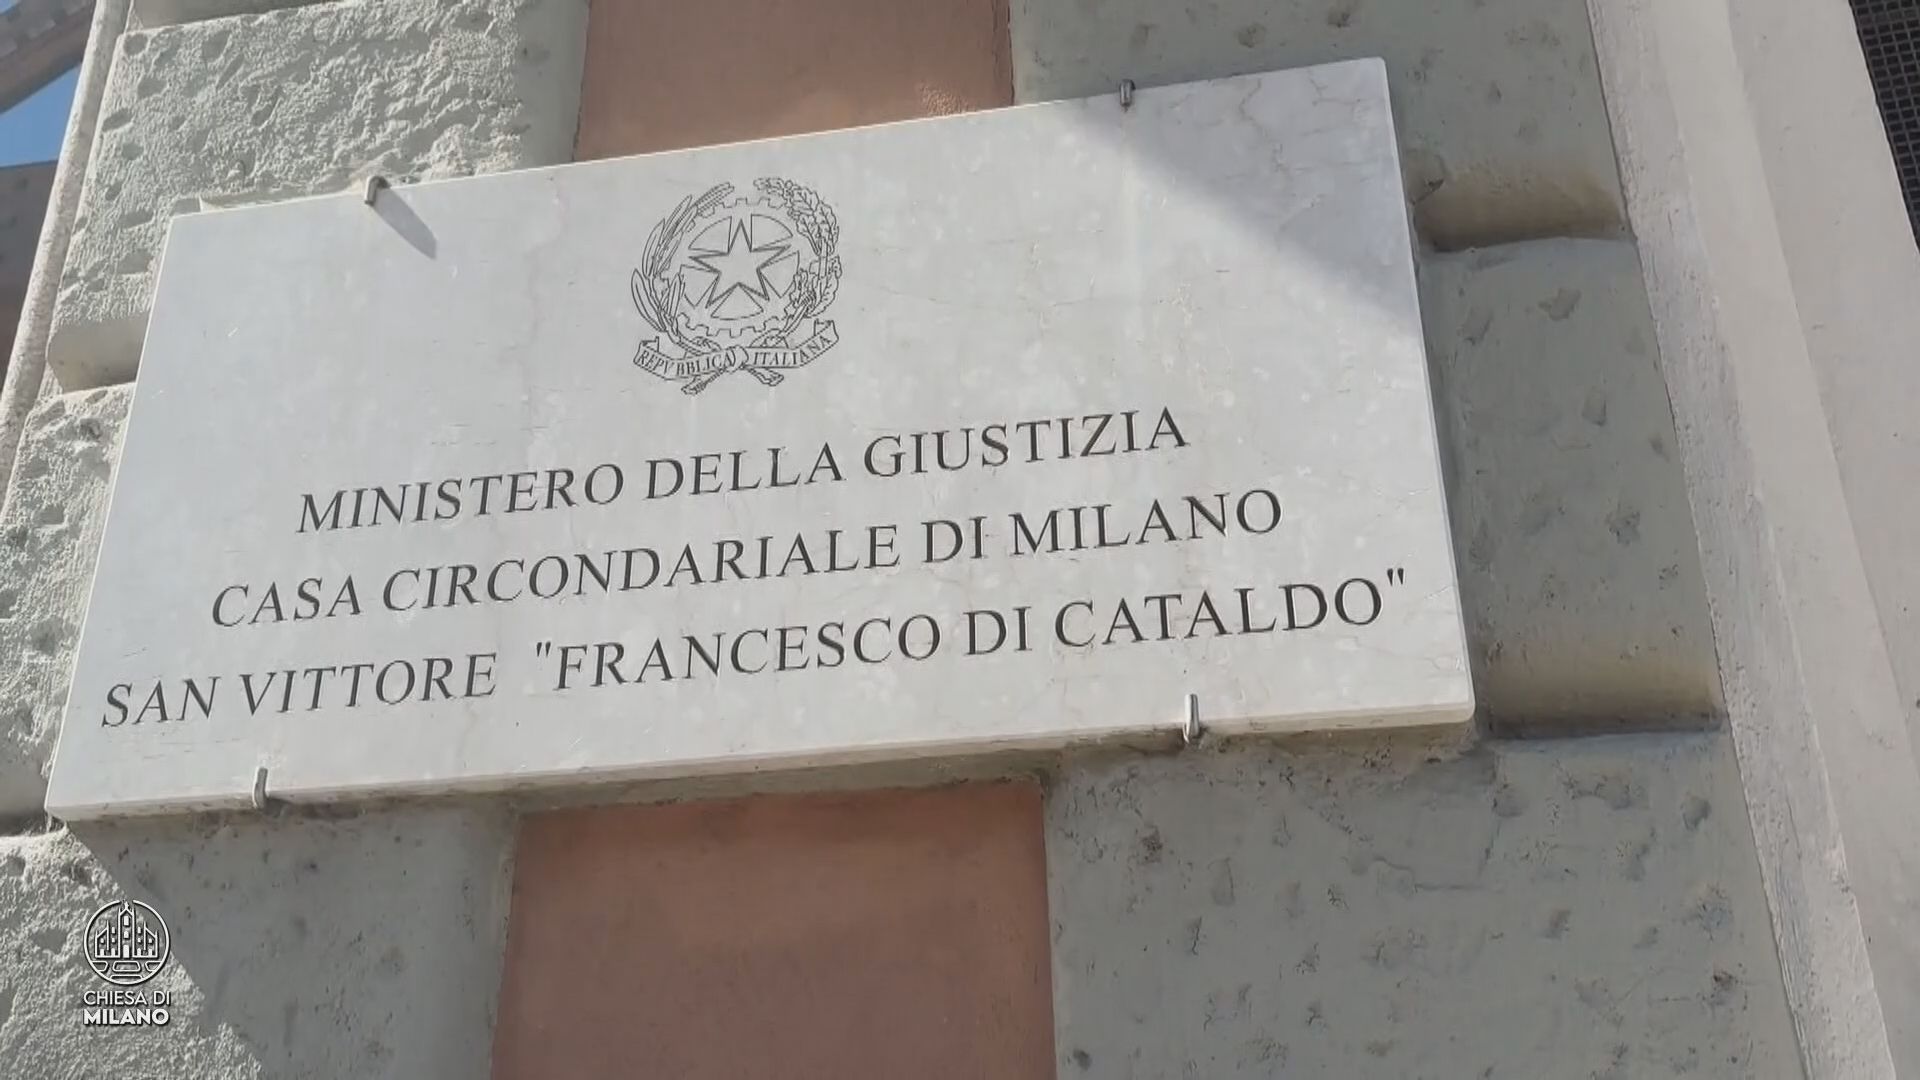 REPVBBLICA ITALIANA
MINISTERO DELLA GIUSTIZIA
CASA CIRCONDARIALE DI MILANO
SAN VITTORE "FRANCESCO DI CATALDO"
CHIESA DI
MILANO